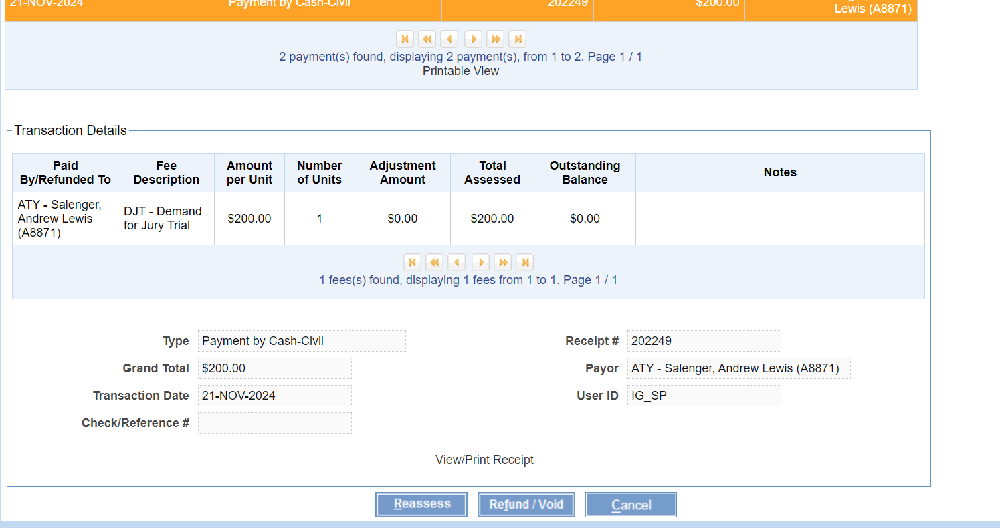 21-NOV-2024 Payment by Cash-Civil 202249 $200.00
Lewis (A8871)
2 payment(s) found, displaying 2 payment(s), from 1 to 2. Page 1 / 1
Printable View
Transaction Details
Paid By/Refunded To Fee Description Amount per Unit Number of Units Adjustment Amount Total Assessed Outstanding Balance Notes
ATY - Salenger, Andrew Lewis (A8871) DJT - Demand for Jury Trial $200.00 1 $0.00 $200.00 $0.00
1 fees(s) found, displaying 1 fees from 1 to 1. Page 1 / 1
Type Payment by Cash-Civil Receipt # 202249
Grand Total $200.00 Payor ATY - Salenger, Andrew Lewis (A8871)
Transaction Date 21-NOV-2024 User ID IG_SP
Check/Reference #
View/Print Receipt
Reassess Refund / Void Cancel